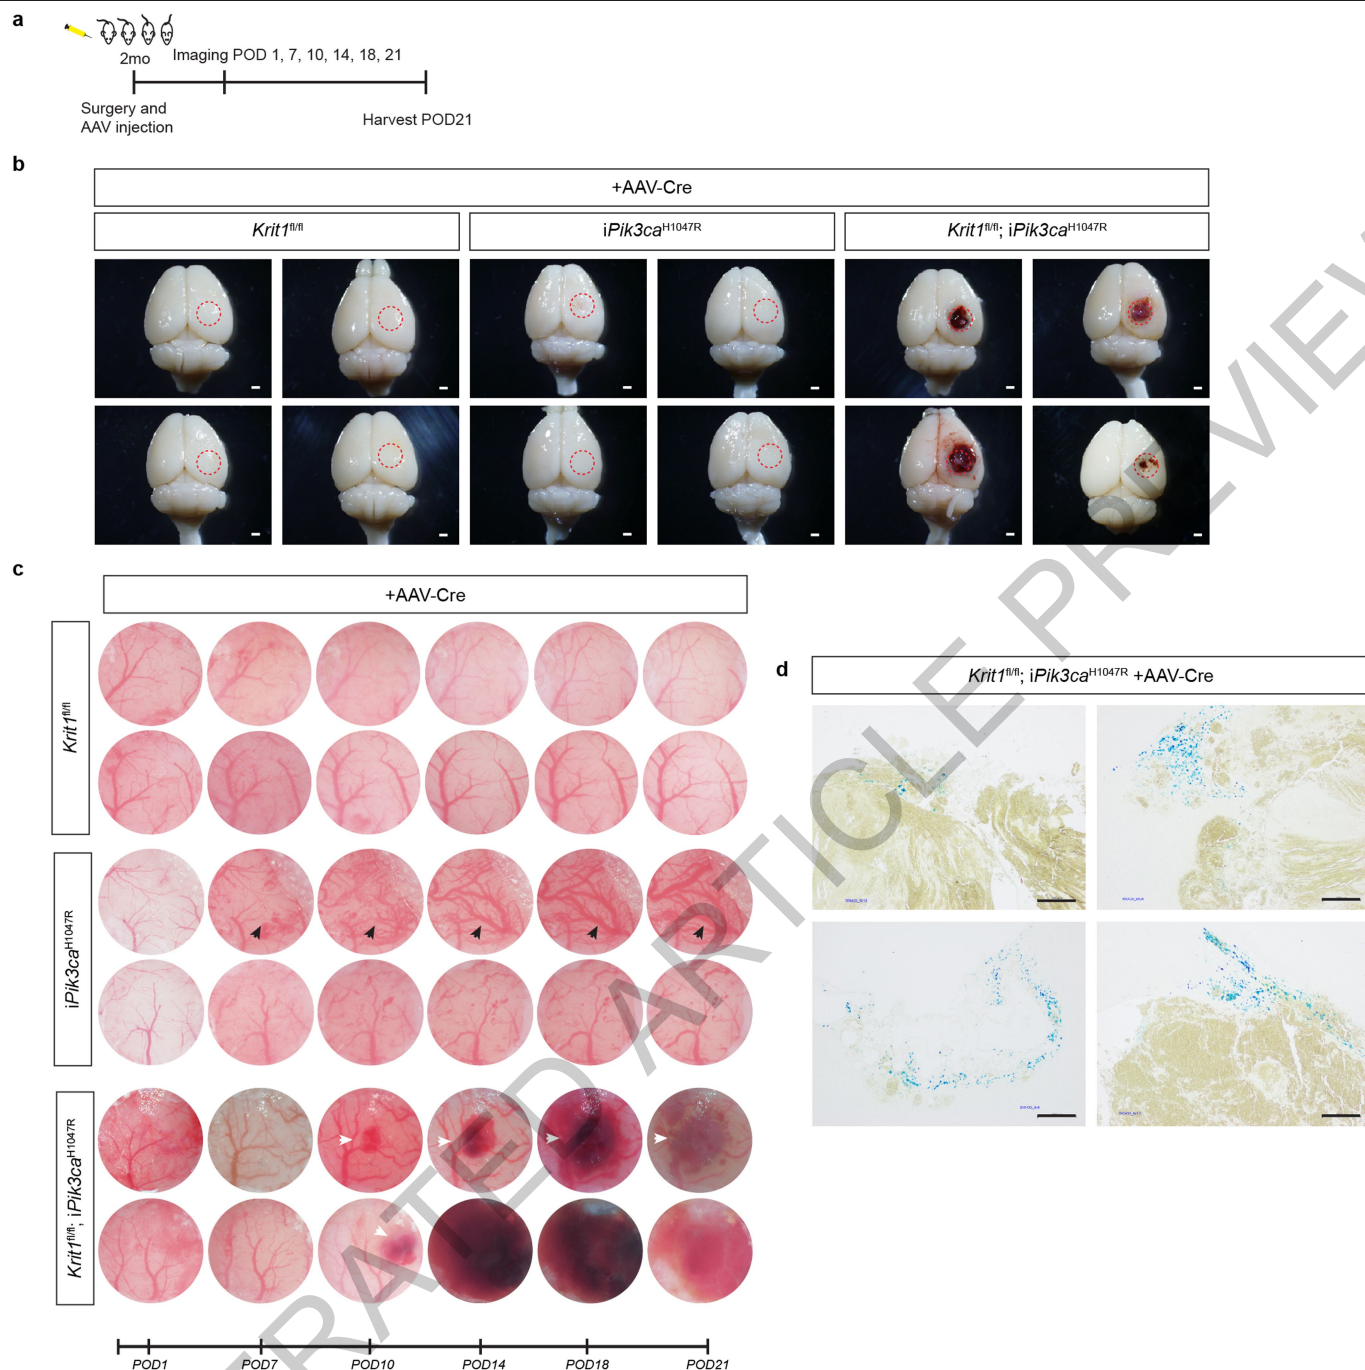 a
2mo
Imaging POD 1, 7, 10, 14, 18, 21
Surgery and
AAV injection
Harvest POD21
b
+AAV-Cre
Krit1fl/fl
iPik3caH1047R
Krit1fl/fl; iPik3caH1047R
c
+AAV-Cre
Krit1fl/fl
iPik3caH1047R
Krit1fl/fl; iPik3caH1047R
POD1
POD7
POD10
POD14
POD18
POD21
d
Krit1fl/fl; iPik3caH1047R +AAV-Cre
RATED ARTICLE PREVIEW